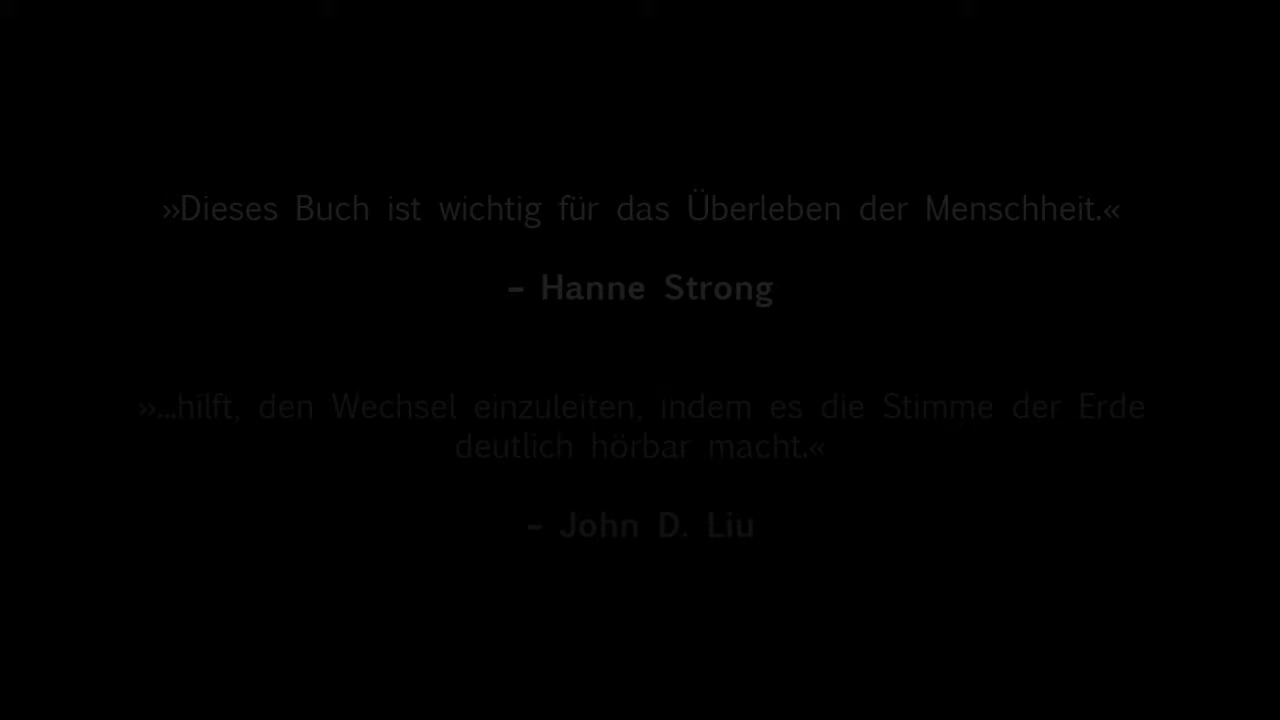 »Dieses Buch ist wichtig für das Überleben der Menschheit.«
– Hanne Strong
»...hilft, den Wechsel einzuleiten, indem es die Stimme der Erde
deutlich hörbar macht.«
– John D. Liu